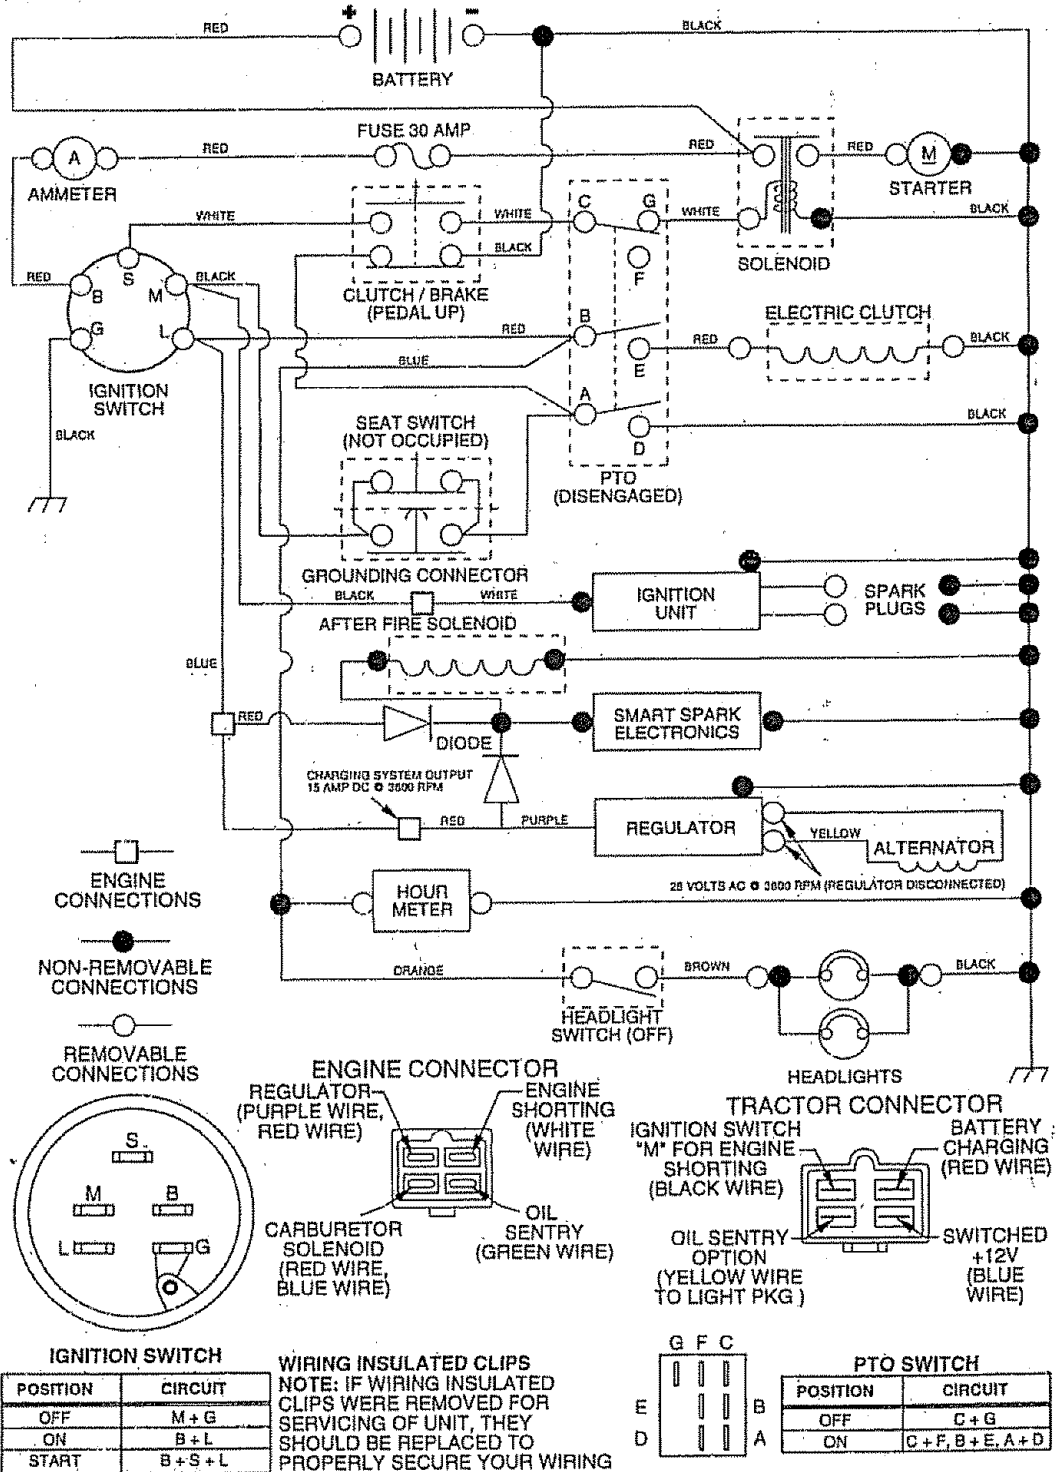 + -
RED
BLACK
BATTERY
FUSE 30 AMP
A
RED
RED
RED
M
AMMETER
STARTER
WHITE
WHITE
C
G
WHITE
BLACK
BLACK
RED
B
S
M
BLACK
F
SOLENOID
CLUTCH / BRAKE
(PEDAL UP)
G
L
RED
B
ELECTRIC CLUTCH
RED
BLACK
BLUE
E
IGNITION
SWITCH
A
BLACK
SEAT SWITCH
(NOT OCCUPIED)
BLACK
D
PTO
(DISENGAGED)
GROUNDING CONNECTOR
BLACK
WHITE
IGNITION
UNIT
SPARK
PLUGS
AFTER FIRE SOLENOID
BLUE
RED
DIODE
SMART SPARK
ELECTRONICS
CHARGING SYSTEM OUTPUT
15 AMP DC @ 3600 RPM
RED
PURPLE
REGULATOR
YELLOW
ALTERNATOR
28 VOLTS AC @ 3600 RPM (REGULATOR DISCONNECTED)
ENGINE
CONNECTIONS
HOUR
METER
NON-REMOVABLE
CONNECTIONS
ORANGE
BROWN
BLACK
HEADLIGHT
SWITCH (OFF)
REMOVABLE
CONNECTIONS
HEADLIGHTS
ENGINE CONNECTOR
REGULATOR
(PURPLE WIRE,
RED WIRE)
ENGINE
SHORTING
(WHITE
WIRE)
CARBURETOR
SOLENOID
(RED WIRE,
BLUE WIRE)
OIL
SENTRY
(GREEN WIRE)
TRACTOR CONNECTOR
IGNITION SWITCH
"M" FOR ENGINE
SHORTING
(BLACK WIRE)
BATTERY
CHARGING
(RED WIRE)
OIL SENTRY
OPTION
(YELLOW WIRE
TO LIGHT PKG )
SWITCHED
+12V
(BLUE
WIRE)
S
M
B
L
G
IGNITION SWITCH
POSITION CIRCUIT
OFF M + G
ON B + L
START B + S + L
WIRING INSULATED CLIPS
NOTE: IF WIRING INSULATED
CLIPS WERE REMOVED FOR
SERVICING OF UNIT, THEY
SHOULD BE REPLACED TO
PROPERLY SECURE YOUR WIRING
G F C
E
B
D
A
PTO SWITCH
POSITION CIRCUIT
OFF C + G
ON C + F, B + E, A + D